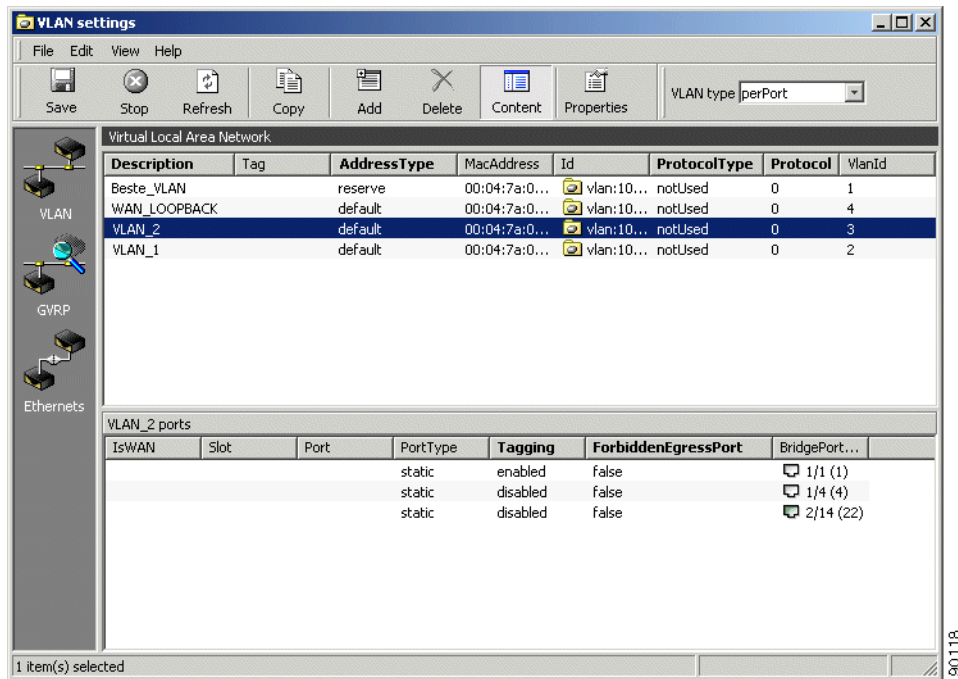 VLAN settings
File Edit View Help
Save Stop Refresh Copy Add Delete Content Properties VLAN type perPort
VLAN
GVRP
Ethernets
Virtual Local Area Network
Description Tag AddressType MacAddress Id ProtocolType Protocol VlanId
Beste_VLAN reserve 00:04:7a:0... vlan:10... notUsed 0 1
WAN_LOOPBACK default 00:04:7a:0... vlan:10... notUsed 0 4
VLAN_2 default 00:04:7a:0... vlan:10... notUsed 0 3
VLAN_1 default 00:04:7a:0... vlan:10... notUsed 0 2
VLAN_2 ports
IsWAN Slot Port PortType Tagging ForbiddenEgressPort BridgePort...
static enabled false 1/1 (1)
static disabled false 1/4 (4)
static disabled false 2/14 (22)
1 item(s) selected
90118